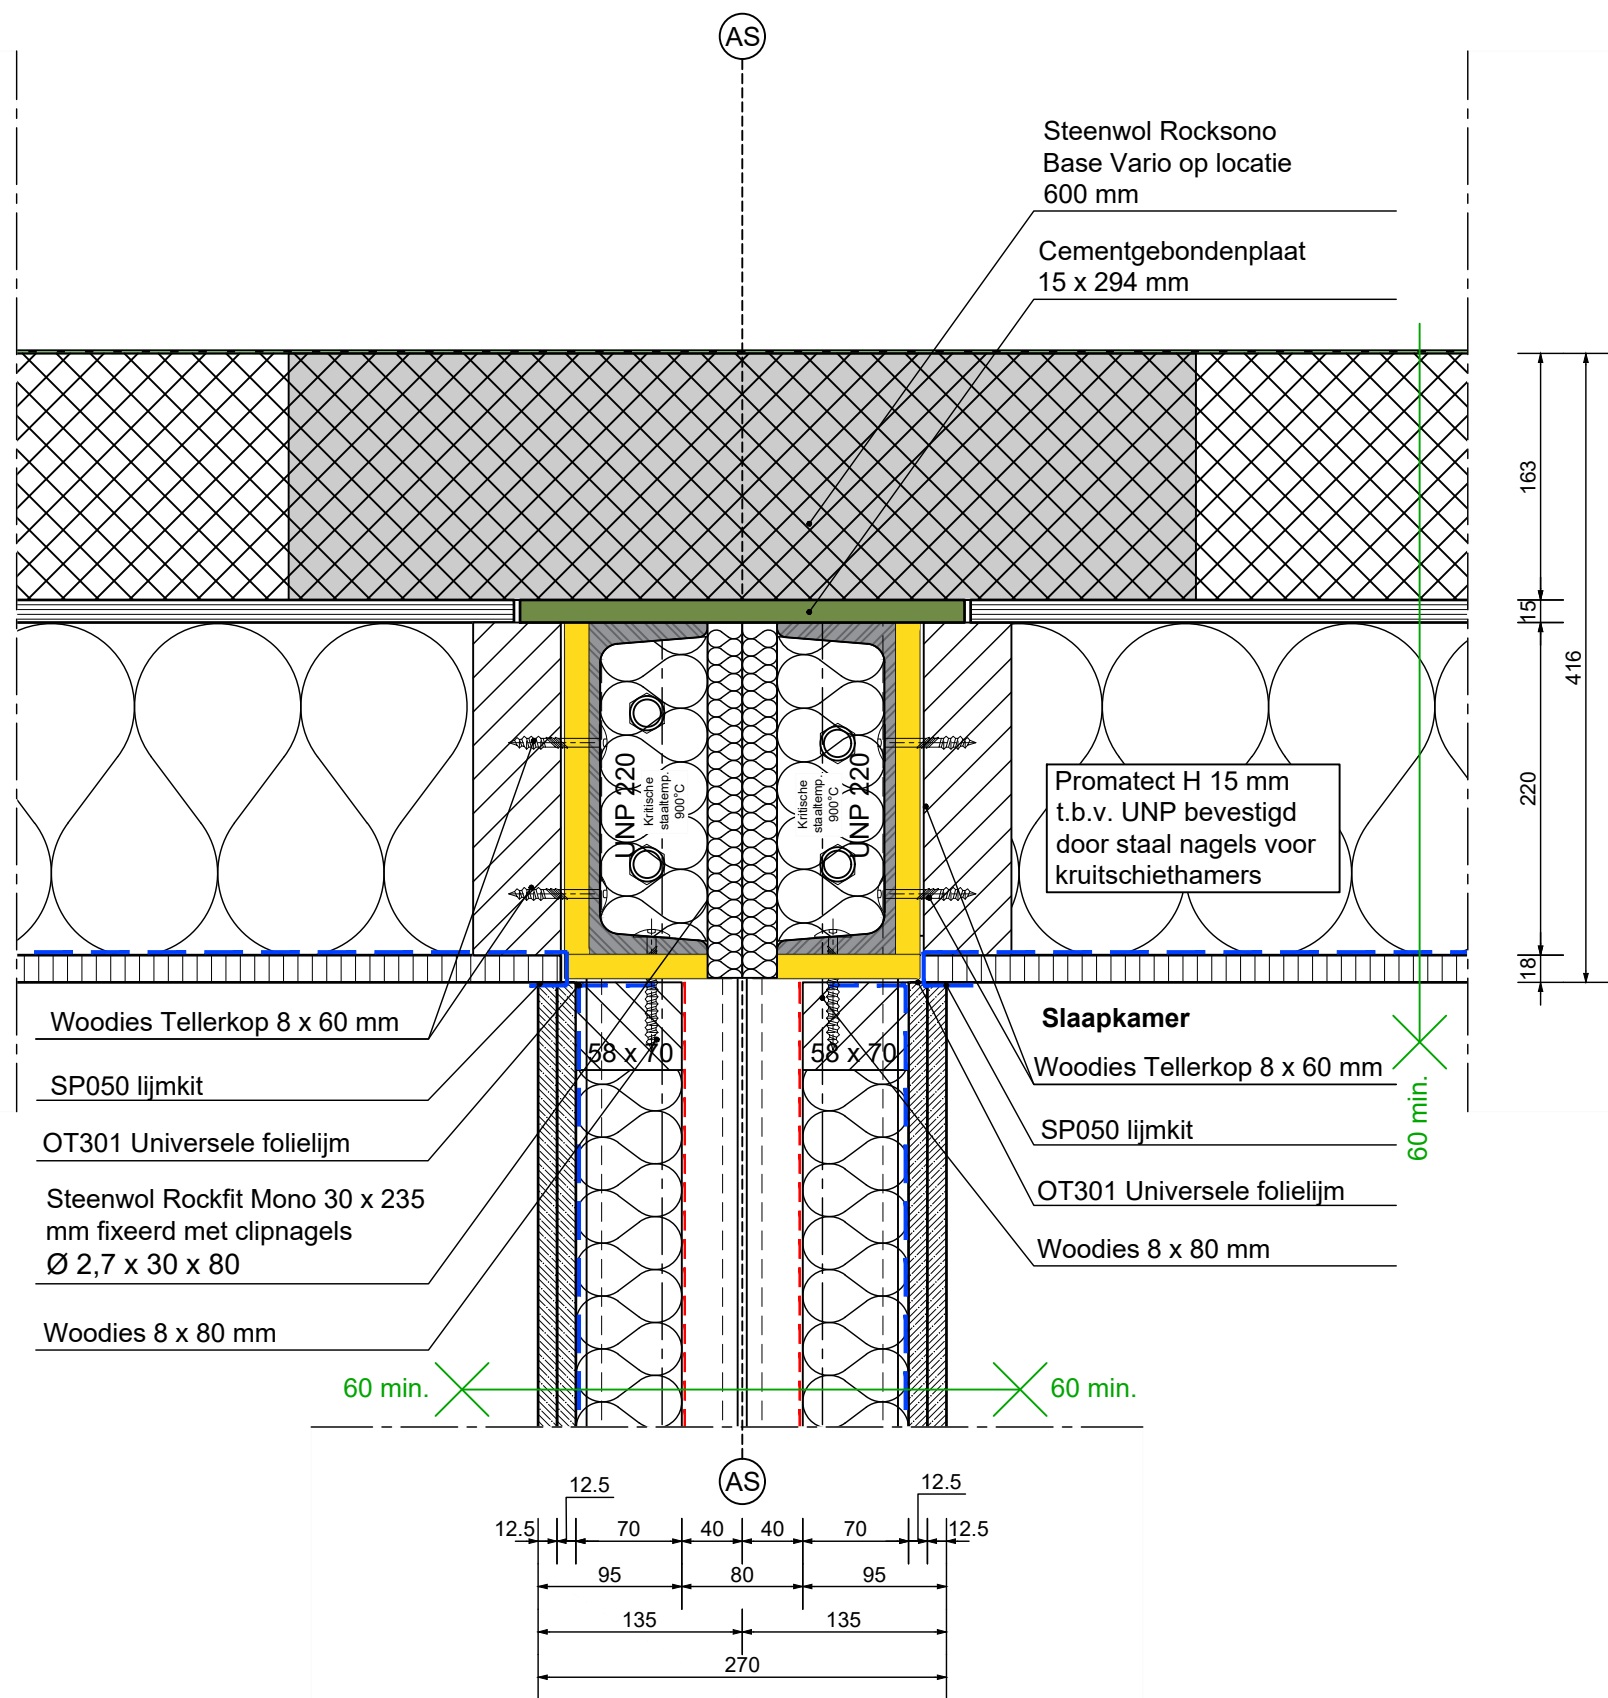 AS
Steenwol Rocksono
Base Vario op locatie
600 mm
Cementgebondenplaat
15 x 294 mm
163
15
416
220
18
UNP 220
Kritische
staaltemp.
900°C
Kritische
staaltemp.
900°C
UNP 220
Promatect H 15 mm
t.b.v. UNP bevestigd
door staal nagels voor
kruitschiethamers
Slaapkamer
58 x 70
58 x 70
Woodies Tellerkop 8 x 60 mm
SP050 lijmkit
OT301 Universele folielijm
Steenwol Rockfit Mono 30 x 235
mm fixeerd met clipnagels
Ø 2,7 x 30 x 80
Woodies 8 x 80 mm
Woodies Tellerkop 8 x 60 mm
SP050 lijmkit
OT301 Universele folielijm
Woodies 8 x 80 mm
60 min.
60 min.
60 min.
AS
12.5
12.5
12.5
70
40
40
70
12.5
95
80
95
135
135
270